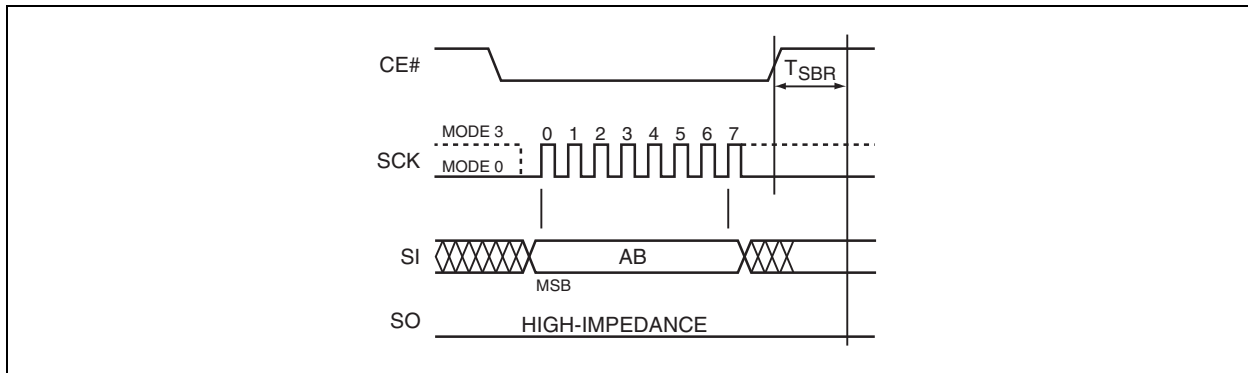 CE#
T_SBR
MODE 3
0 1 2 3 4 5 6 7
SCK
MODE 0
SI
AB
MSB
SO
HIGH-IMPEDANCE